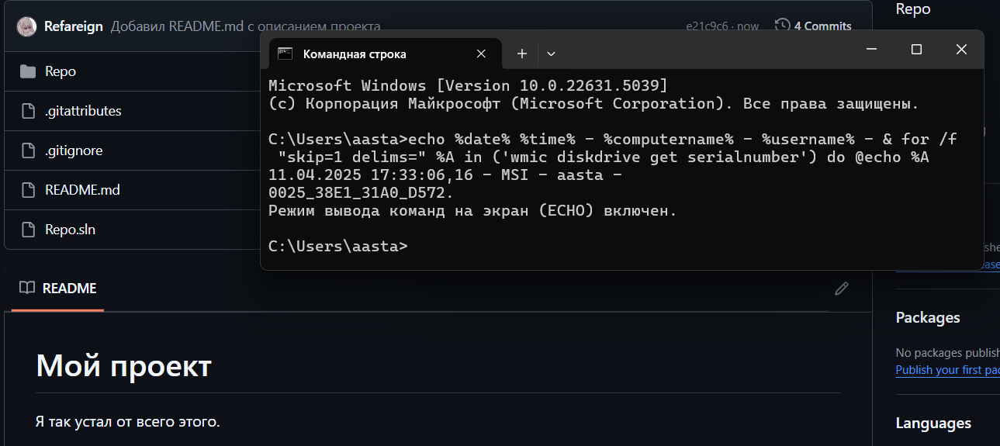 Refareign Добавил README.md с описанием проекта e21c9c6 · now 4 Commits
Repo
.gitattributes
.gitignore
README.md
Repo.sln
Командная строка
Microsoft Windows [Version 10.0.22631.5039]
(c) Корпорация Майкрософт (Microsoft Corporation). Все права защищены.
C:\Users\aasta>echo %date% %time% - %computername% - %username% - & for /f
"skip=1 delims=" %A in ('wmic diskdrive get serialnumber') do @echo %A
11.04.2025 17:33:06,16 - MSI - aasta -
0025_38E1_31A0_D572.
Режим вывода команд на экран (ECHO) включен.
C:\Users\aasta>
README
Мой проект
Я так устал от всего этого.
Repo
Packages
No packages publish
Publish your first pac
Languages